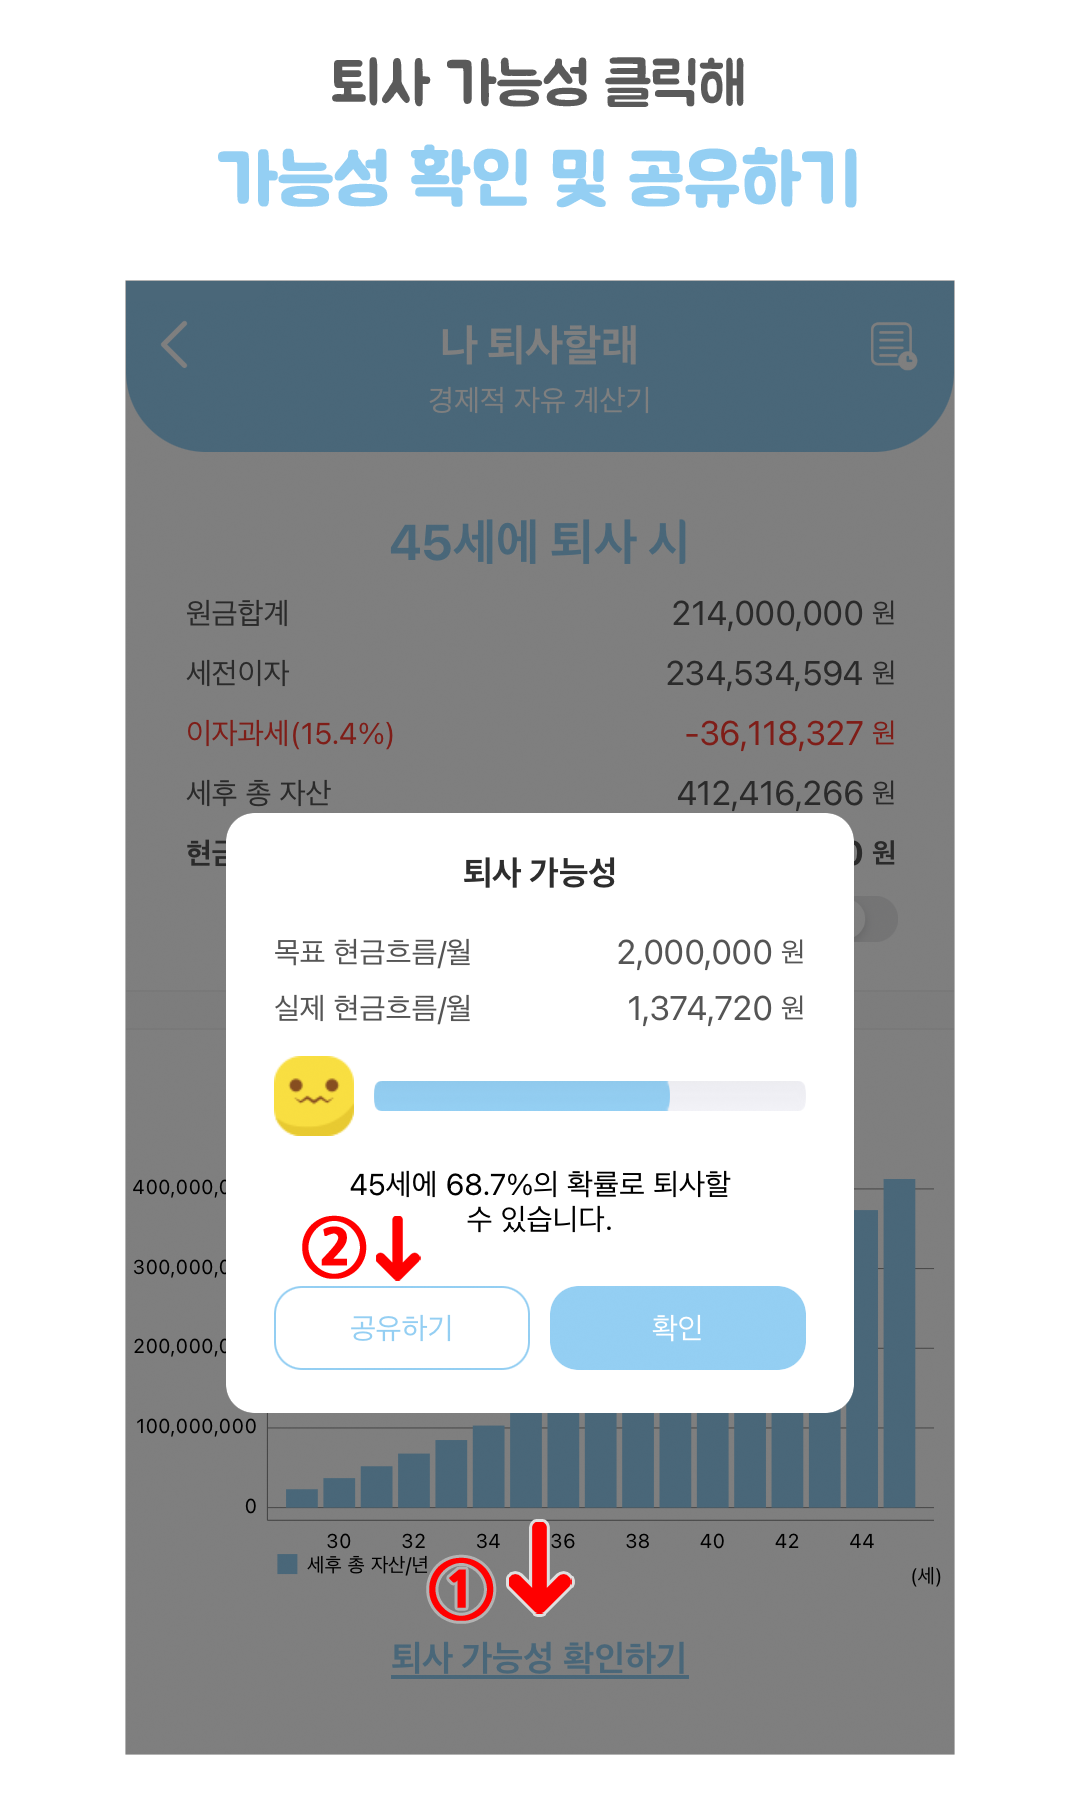 퇴사 가능성 클릭해
가능성 확인 및 공유하기
나 퇴사할래
경제적 자유 계산기
45세에 퇴사 시
원금합계 214,000,000 원
세전이자 234,534,594 원
이자과세(15.4%) -36,118,327 원
세후 총 자산 412,416,266 원
원
퇴사 가능성
목표 현금흐름/월 2,000,000 원
실제 현금흐름/월 1,374,720 원
45세에 68.7%의 확률로 퇴사할
수 있습니다.
②
공유하기 확인
400,000,0
300,000,0
200,000,0
100,000,000
0
30 32 34 36 38 40 42 44
세후 총 자산/년
(세)
①
퇴사 가능성 확인하기